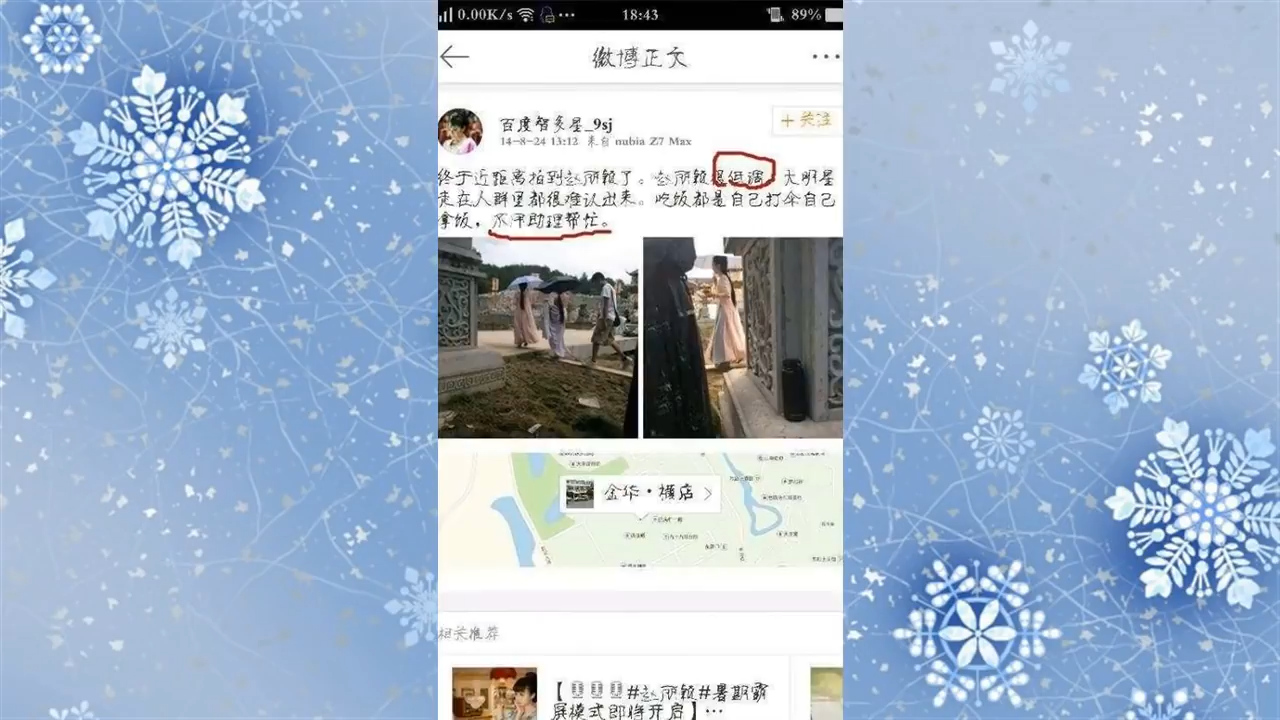 0.00K/s
18:43
89%
微博正文
百度智多星_9sj
+关注
14-8-24 13:12 来自 nubia Z7 Max
终于近距离拍到赵丽颖了。赵丽颖很低调,大明星
走在人群里都很难认出来。吃饭都是自己打伞自己
拿饭,不用助理帮忙。
金华·横店
相关推荐
#赵丽颖#暑期霸
屏模式即将开启】…